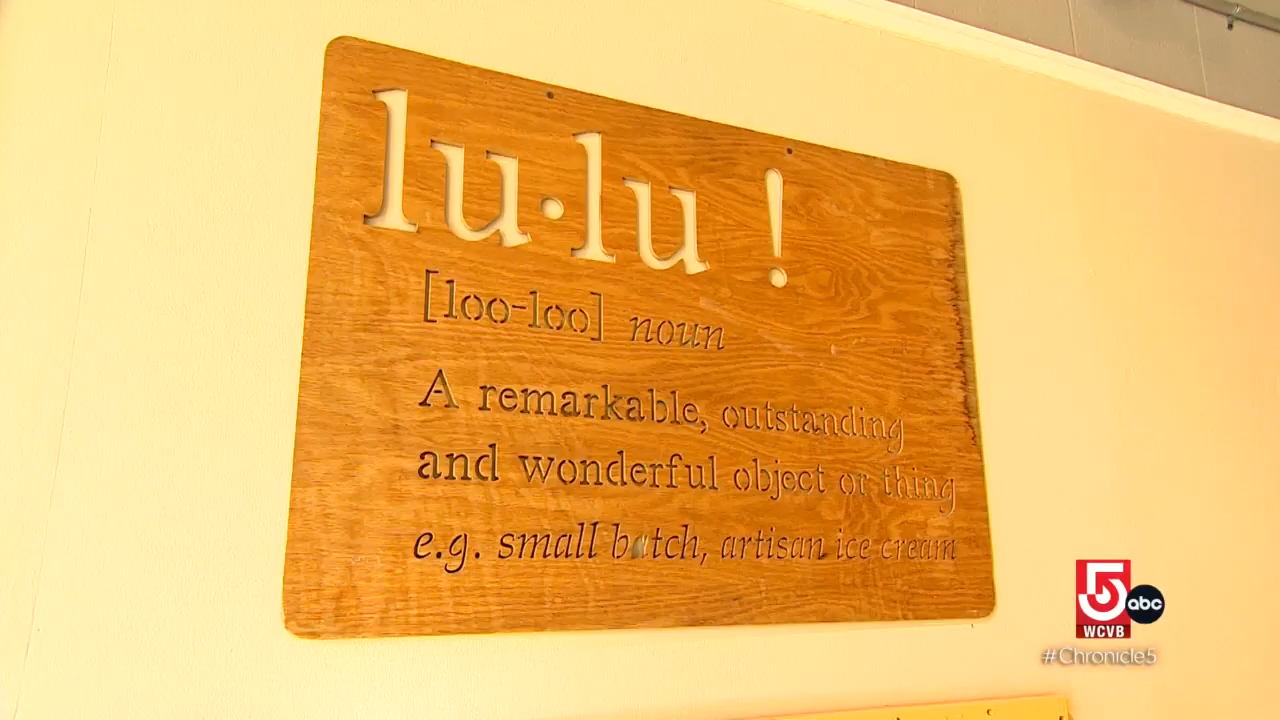 lu·lu !
[loo-loo] noun
A remarkable, outstanding
and wonderful object or thing
e.g. small batch, artisan ice cream
5
abc
WCVB
#Chronicle5